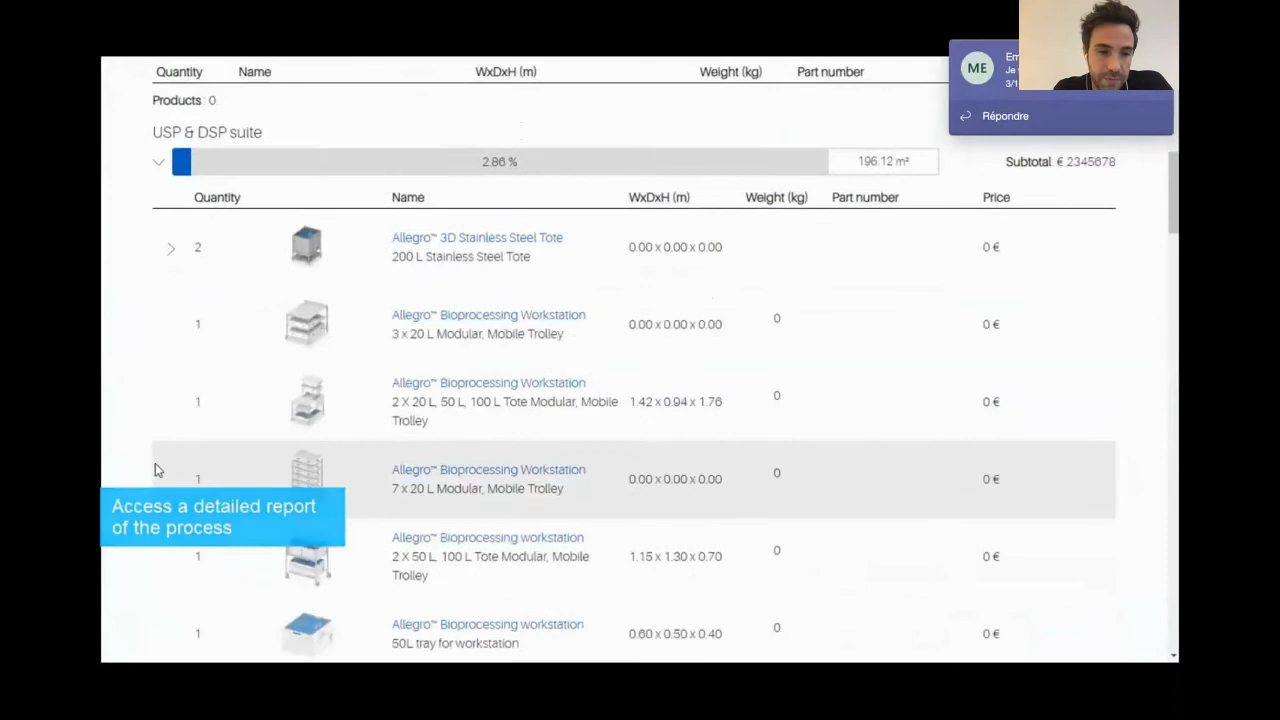 Quantity Name WxDxH (m) Weight (kg) Part number
ME
Je
3/1
Répondre
Products : 0
USP & DSP suite
2.86 % 196.12 m² Subtotal: € 2345678
Quantity Name WxDxH (m) Weight (kg) Part number Price
2 Allegro™ 3D Stainless Steel Tote 0.00 x 0.00 x 0.00 0 €
200 L Stainless Steel Tote
1 Allegro™ Bioprocessing Workstation 0.00 x 0.00 x 0.00 0 0 €
3 x 20 L Modular, Mobile Trolley
1 Allegro™ Bioprocessing Workstation 1.42 x 0.94 x 1.76 0 0 €
2 X 20 L, 50 L, 100 L Tote Modular, Mobile
Trolley
1 Allegro™ Bioprocessing Workstation 0.00 x 0.00 x 0.00 0 0 €
7 x 20 L Modular, Mobile Trolley
Access a detailed report
of the process
1 Allegro™ Bioprocessing workstation 1.15 x 1.30 x 0.70 0 0 €
2 X 50 L, 100 L Tote Modular, Mobile
Trolley
1 Allegro™ Bioprocessing workstation 0.60 x 0.50 x 0.40 0 0 €
50L tray for workstation